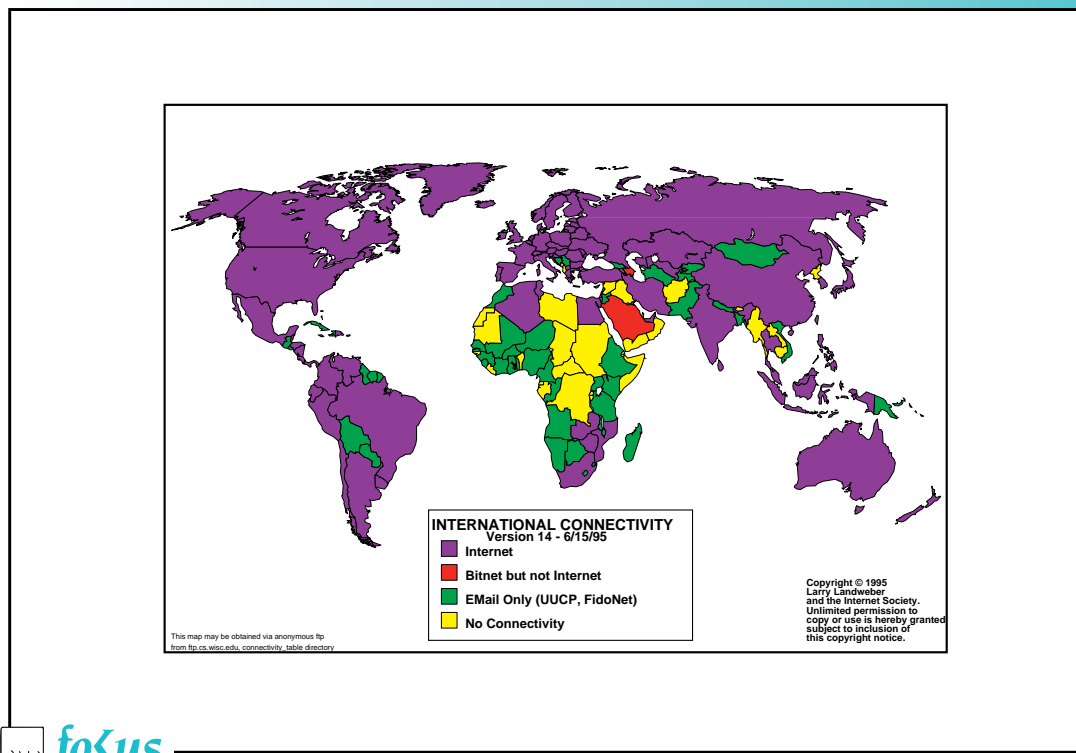 INTERNATIONAL CONNECTIVITY
Version 14 - 6/15/95
Internet
Bitnet but not Internet
EMail Only (UUCP, FidoNet)
No Connectivity
Copyright © 1995
Larry Landweber
and the Internet Society.
Unlimited permission to
copy or use is hereby granted
subject to inclusion of
this copyright notice.
This map may be obtained via anonymous ftp
from ftp.cs.wisc.edu, connectivity_table directory
fokus